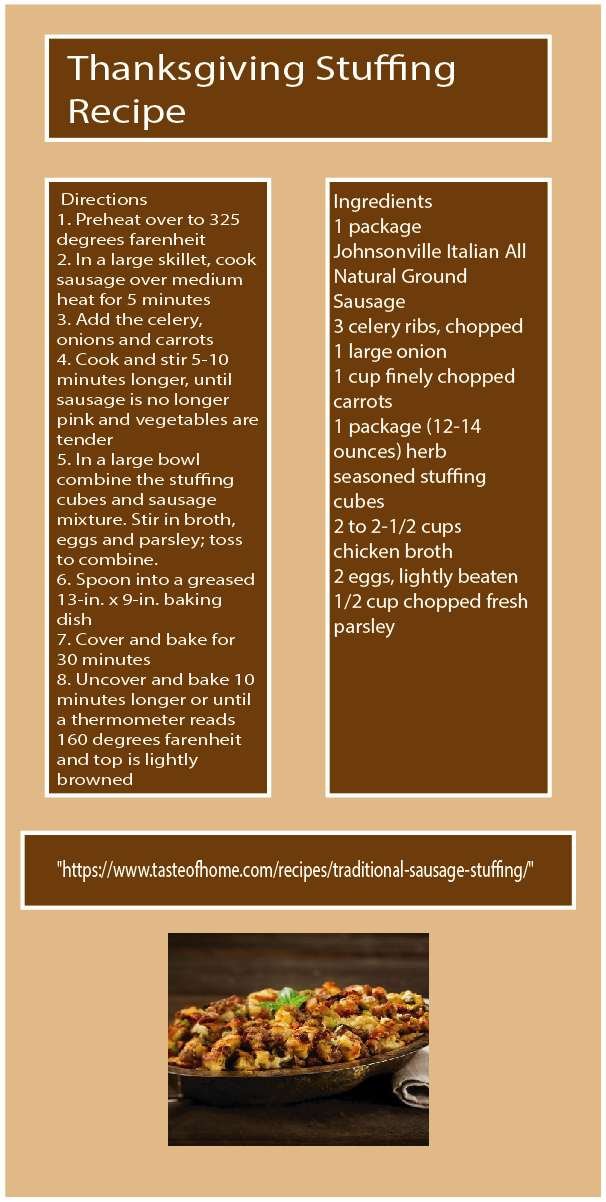 Thanksgiving Stuffing
Recipe
Directions
1. Preheat over to 325
degrees farenheit
2. In a large skillet, cook
sausage over medium
heat for 5 minutes
3. Add the celery,
onions and carrots
4. Cook and stir 5-10
minutes longer, until
sausage is no longer
pink and vegetables are
tender
5. In a large bowl
combine the stuffing
cubes and sausage
mixture. Stir in broth,
eggs and parsley; toss
to combine.
6. Spoon into a greased
13-in. x 9-in. baking
dish
7. Cover and bake for
30 minutes
8. Uncover and bake 10
minutes longer or until
a thermometer reads
160 degrees farenheit
and top is lightly
browned
Ingredients
1 package
Johnsonville Italian All
Natural Ground
Sausage
3 celery ribs, chopped
1 large onion
1 cup finely chopped
carrots
1 package (12-14
ounces) herb
seasoned stuffing
cubes
2 to 2-1/2 cups
chicken broth
2 eggs, lightly beaten
1/2 cup chopped fresh
parsley
"https://www.tasteofhome.com/recipes/traditional-sausage-stuffing/"